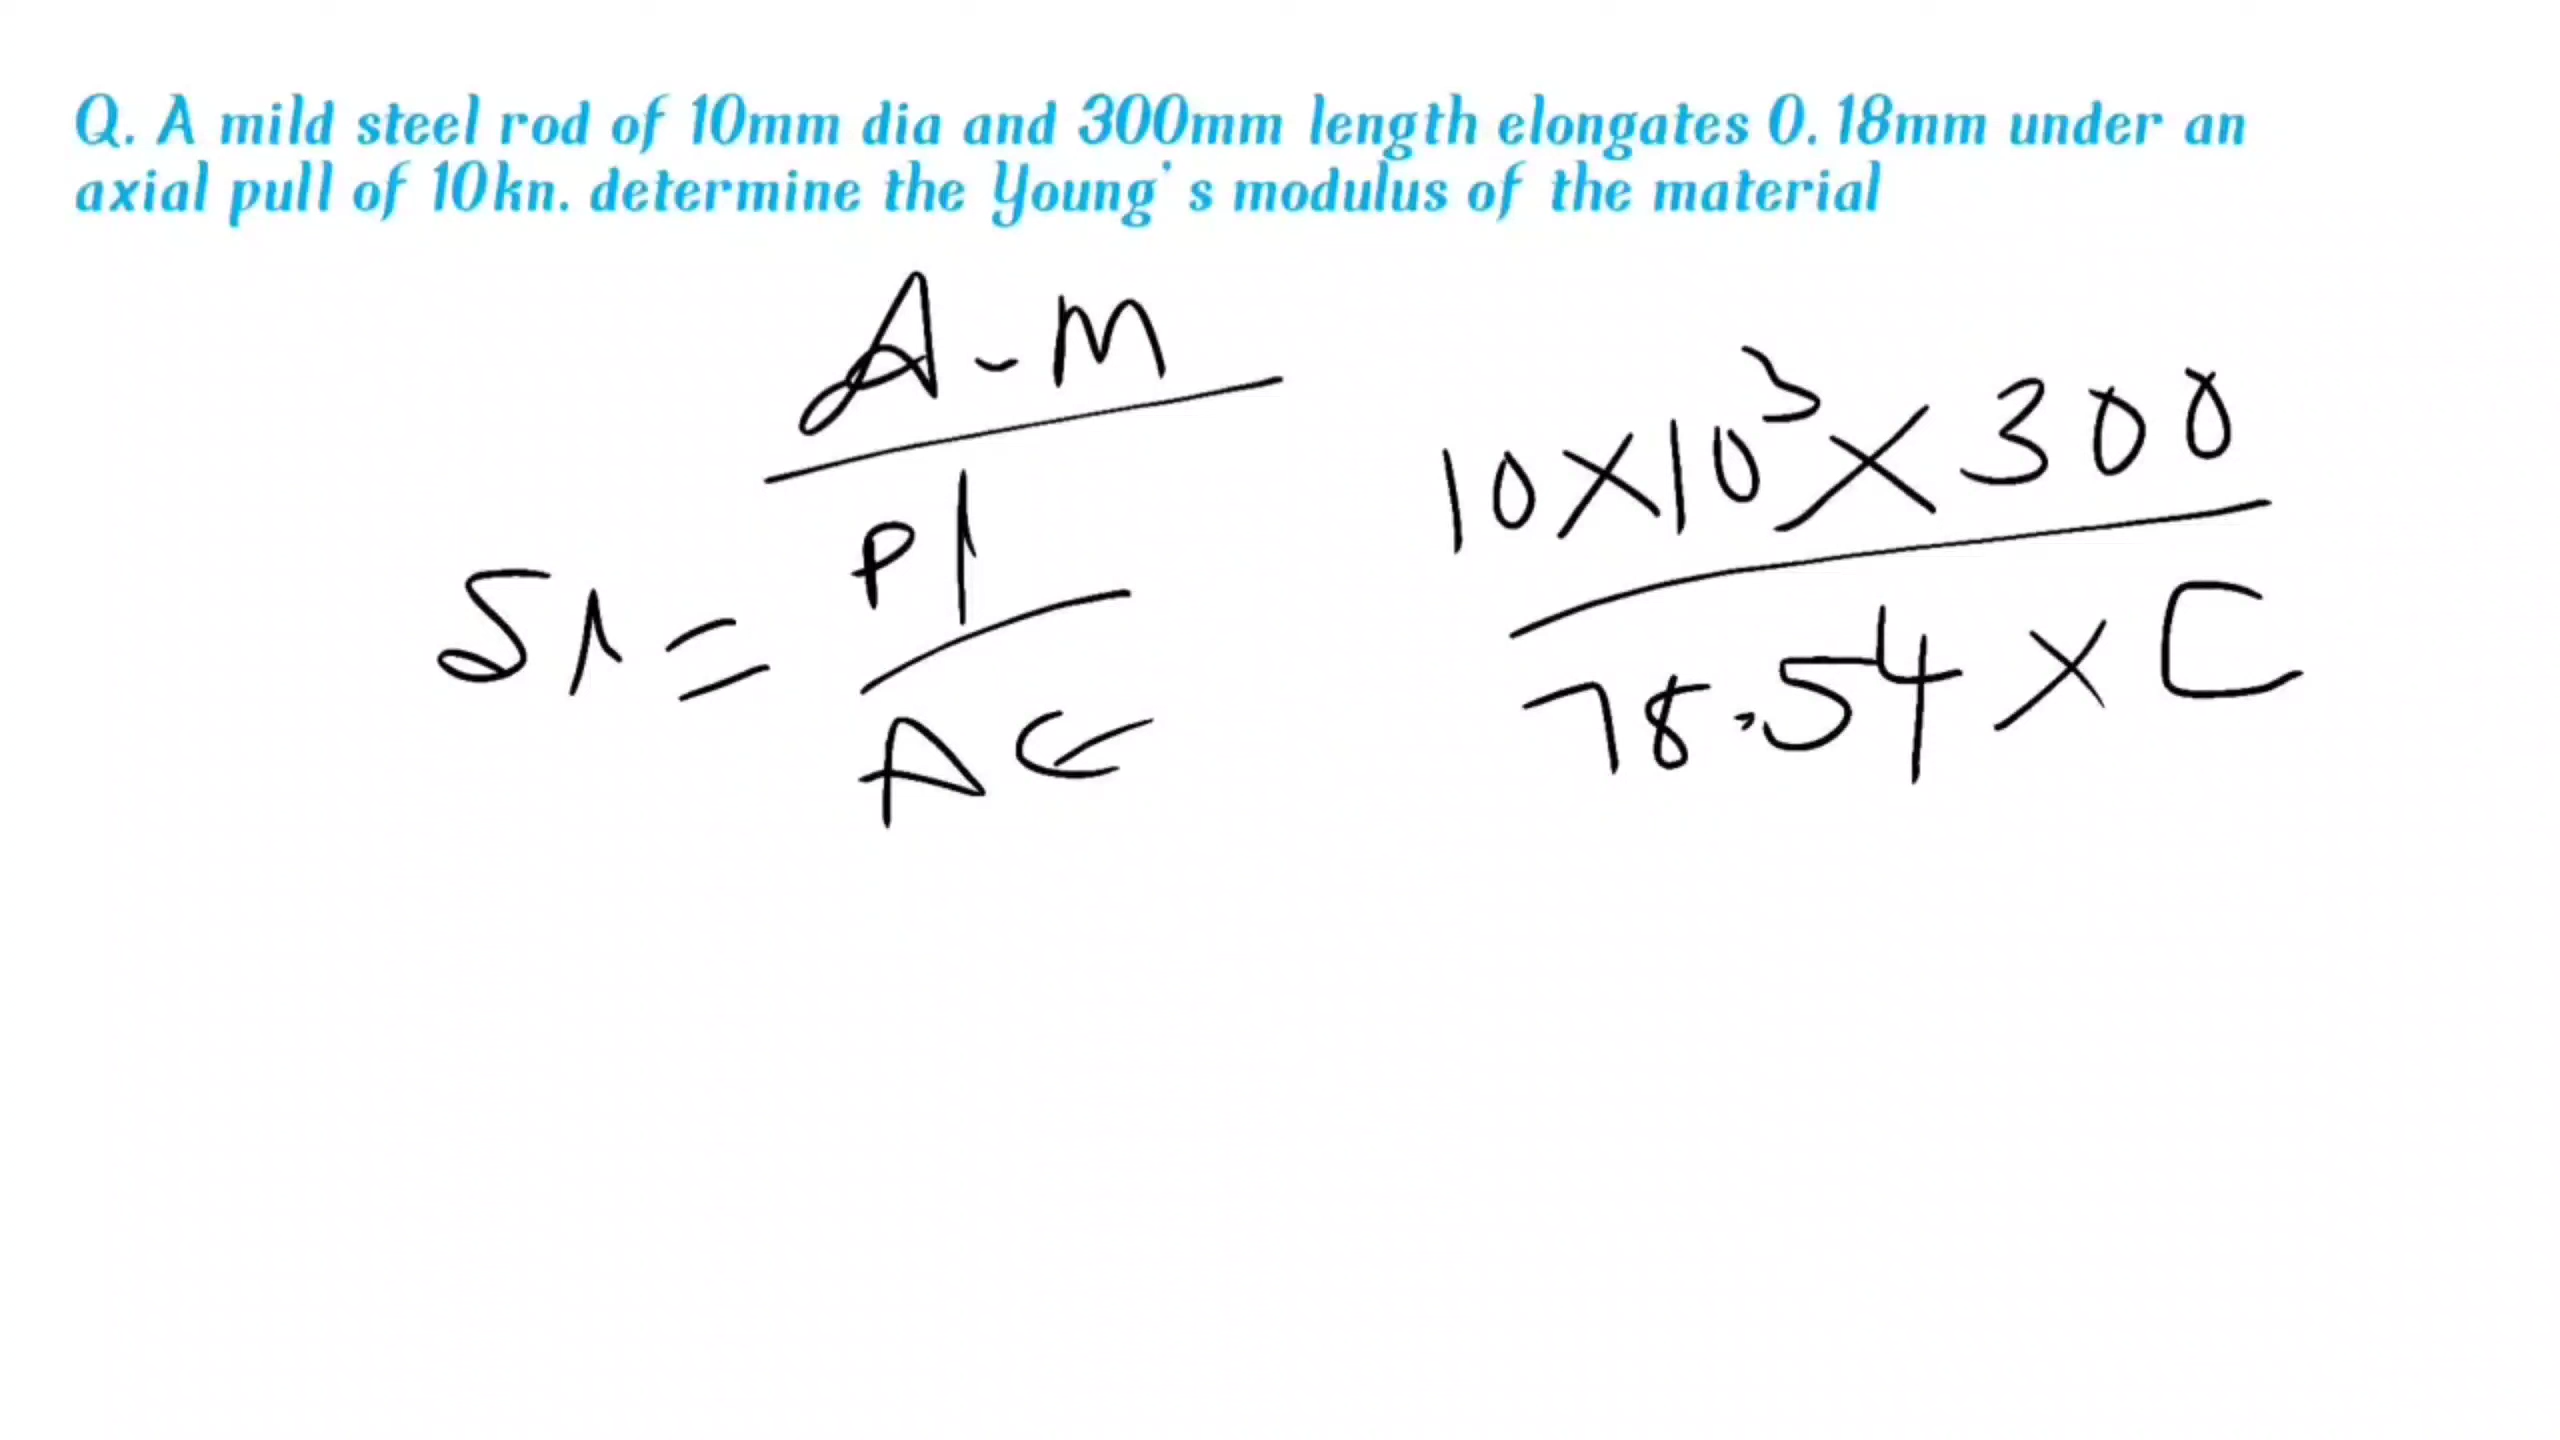 Q. A mild steel rod of 10mm dia and 300mm length elongates 0.18mm under an
axial pull of 10kn. determine the Young's modulus of the material
A-M
δl = Pl / AE
10×10³×300 / 78.54×E